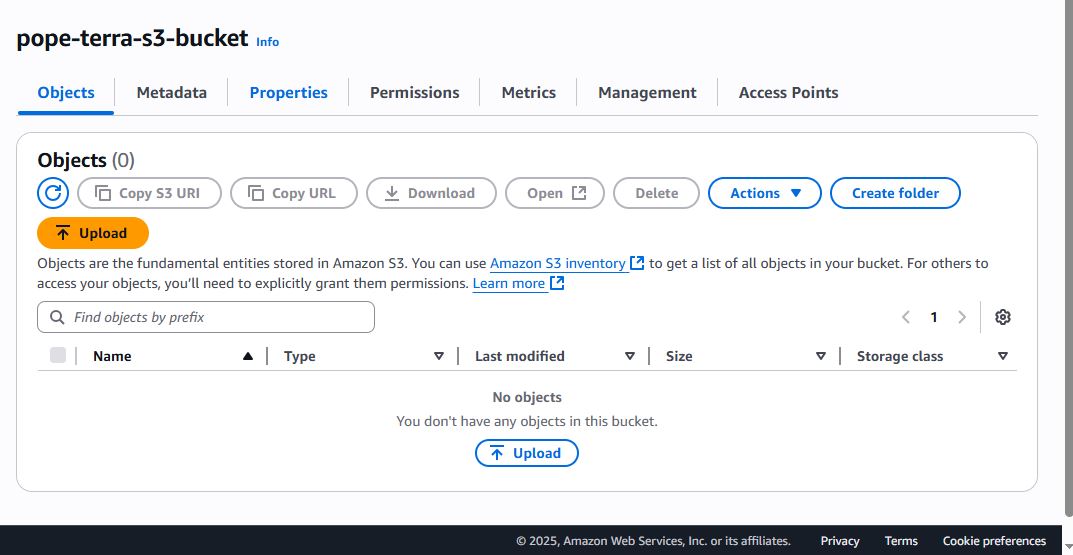 pope-terra-s3-bucket Info
Objects Metadata Properties Permissions Metrics Management Access Points
Objects (0)
Copy S3 URI Copy URL Download Open Delete Actions Create folder
Upload
Objects are the fundamental entities stored in Amazon S3. You can use Amazon S3 inventory to get a list of all objects in your bucket. For others to
access your objects, you’ll need to explicitly grant them permissions. Learn more
Find objects by prefix 1
Name Type Last modified Size Storage class
No objects
You don't have any objects in this bucket.
Upload
© 2025, Amazon Web Services, Inc. or its affiliates. Privacy Terms Cookie preferences